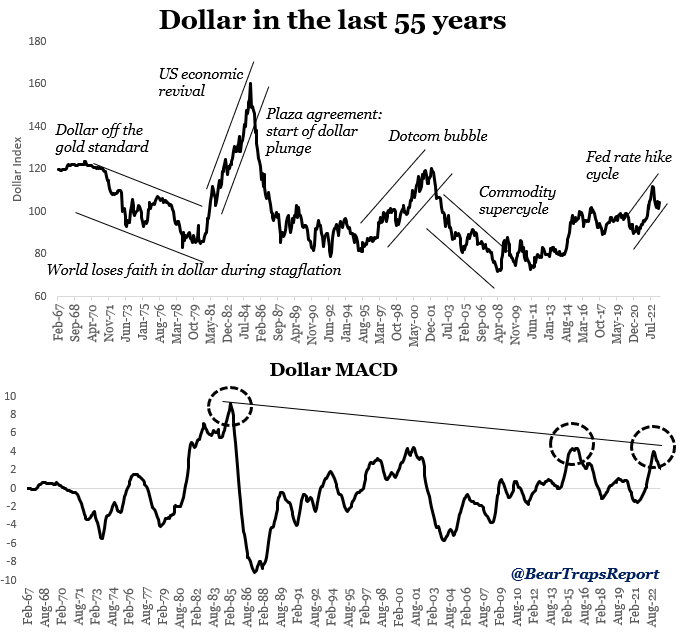 Dollar in the last 55 years
180
160
140
120
100
80
60
Dollar Index
Dollar off the
gold standard
US economic
revival
Plaza agreement:
start of dollar
plunge
Dotcom bubble
Commodity
supercycle
Fed rate hike
cycle
World loses faith in dollar during stagflation
Feb-67
Sep-68
Apr-70
Nov-71
Jun-73
Jan-75
Aug-76
Mar-78
Oct-79
May-81
Dec-82
Jul-84
Feb-86
Sep-87
Apr-89
Nov-90
Jun-92
Jan-94
Aug-95
Mar-97
Oct-98
May-00
Dec-01
Jul-03
Feb-05
Sep-06
Apr-08
Nov-09
Jun-11
Jan-13
Aug-14
Mar-16
Oct-17
May-19
Dec-20
Jul-22
Dollar MACD
10
8
6
4
2
0
-2
-4
-6
-8
-10
Feb-67
Aug-68
Feb-70
Aug-71
Feb-73
Aug-74
Feb-76
Aug-77
Feb-79
Aug-80
Feb-82
Aug-83
Feb-85
Aug-86
Feb-88
Aug-89
Feb-91
Aug-92
Feb-94
Aug-95
Feb-97
Aug-98
Feb-00
Aug-01
Feb-03
Aug-04
Feb-06
Aug-07
Feb-09
Aug-10
Feb-12
Aug-13
Feb-15
Aug-16
Feb-18
Aug-19
Feb-21
Aug-22
@BearTrapsReport